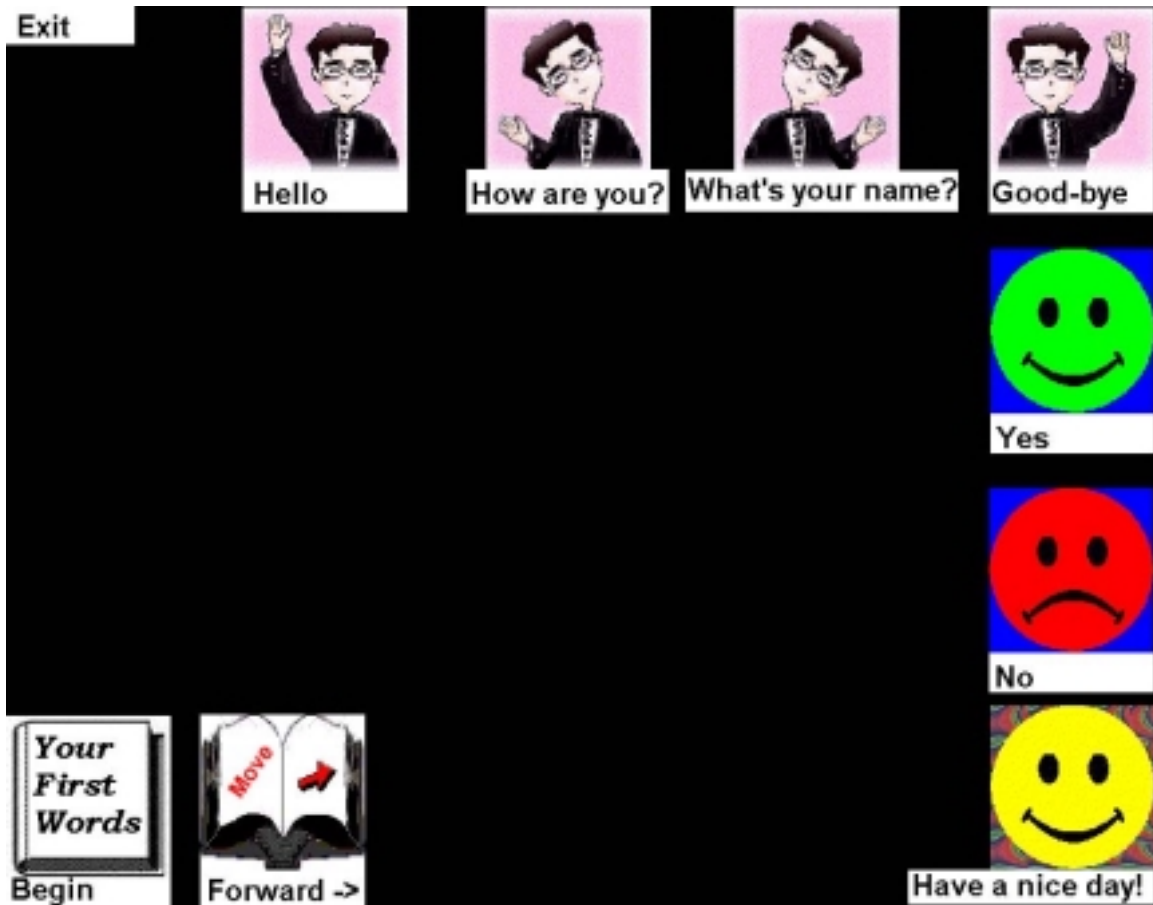 Exit
Hello
How are you?
What's your name?
Good-bye
Yes
No
Your
First
Words
Begin
Move
Forward ->
Have a nice day!